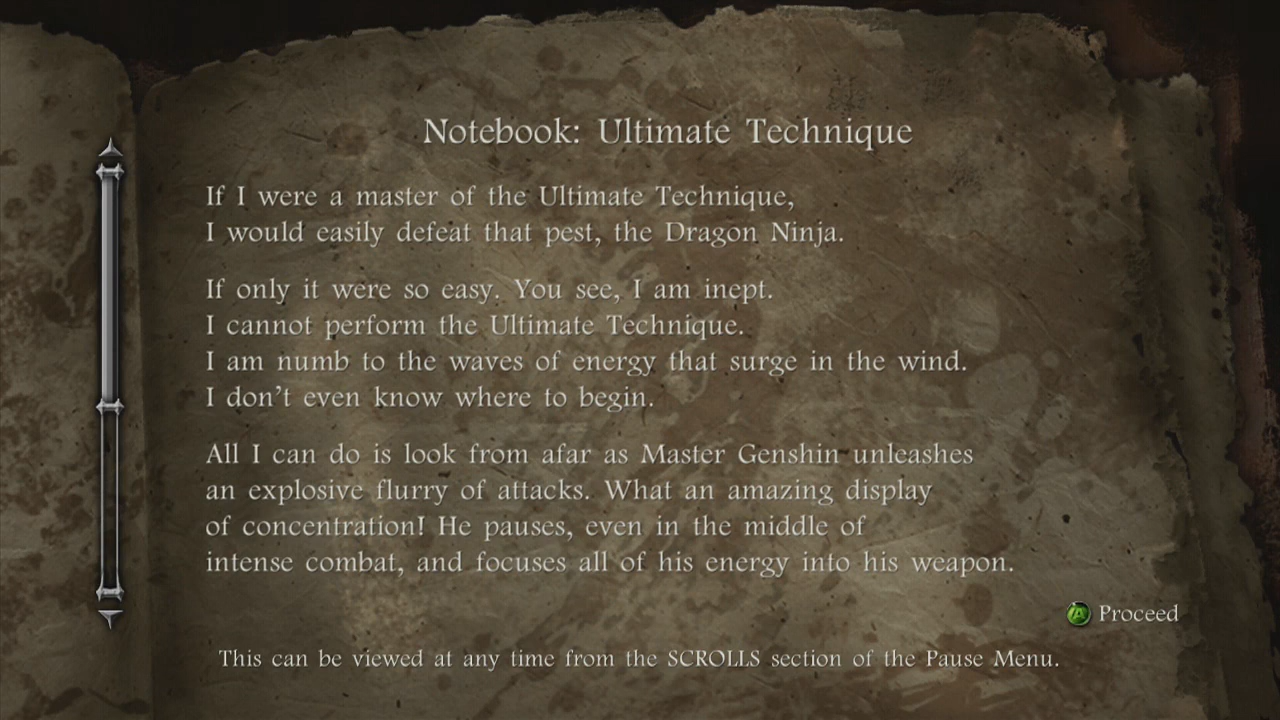 Notebook: Ultimate Technique
If I were a master of the Ultimate Technique,
I would easily defeat that pest, the Dragon Ninja.
If only it were so easy. You see, I am inept.
I cannot perform the Ultimate Technique.
I am numb to the waves of energy that surge in the wind.
I don't even know where to begin.
All I can do is look from afar as Master Genshin unleashes
an explosive flurry of attacks. What an amazing display
of concentration! He pauses, even in the middle of
intense combat, and focuses all of his energy into his weapon.
A Proceed
This can be viewed at any time from the SCROLLS section of the Pause Menu.